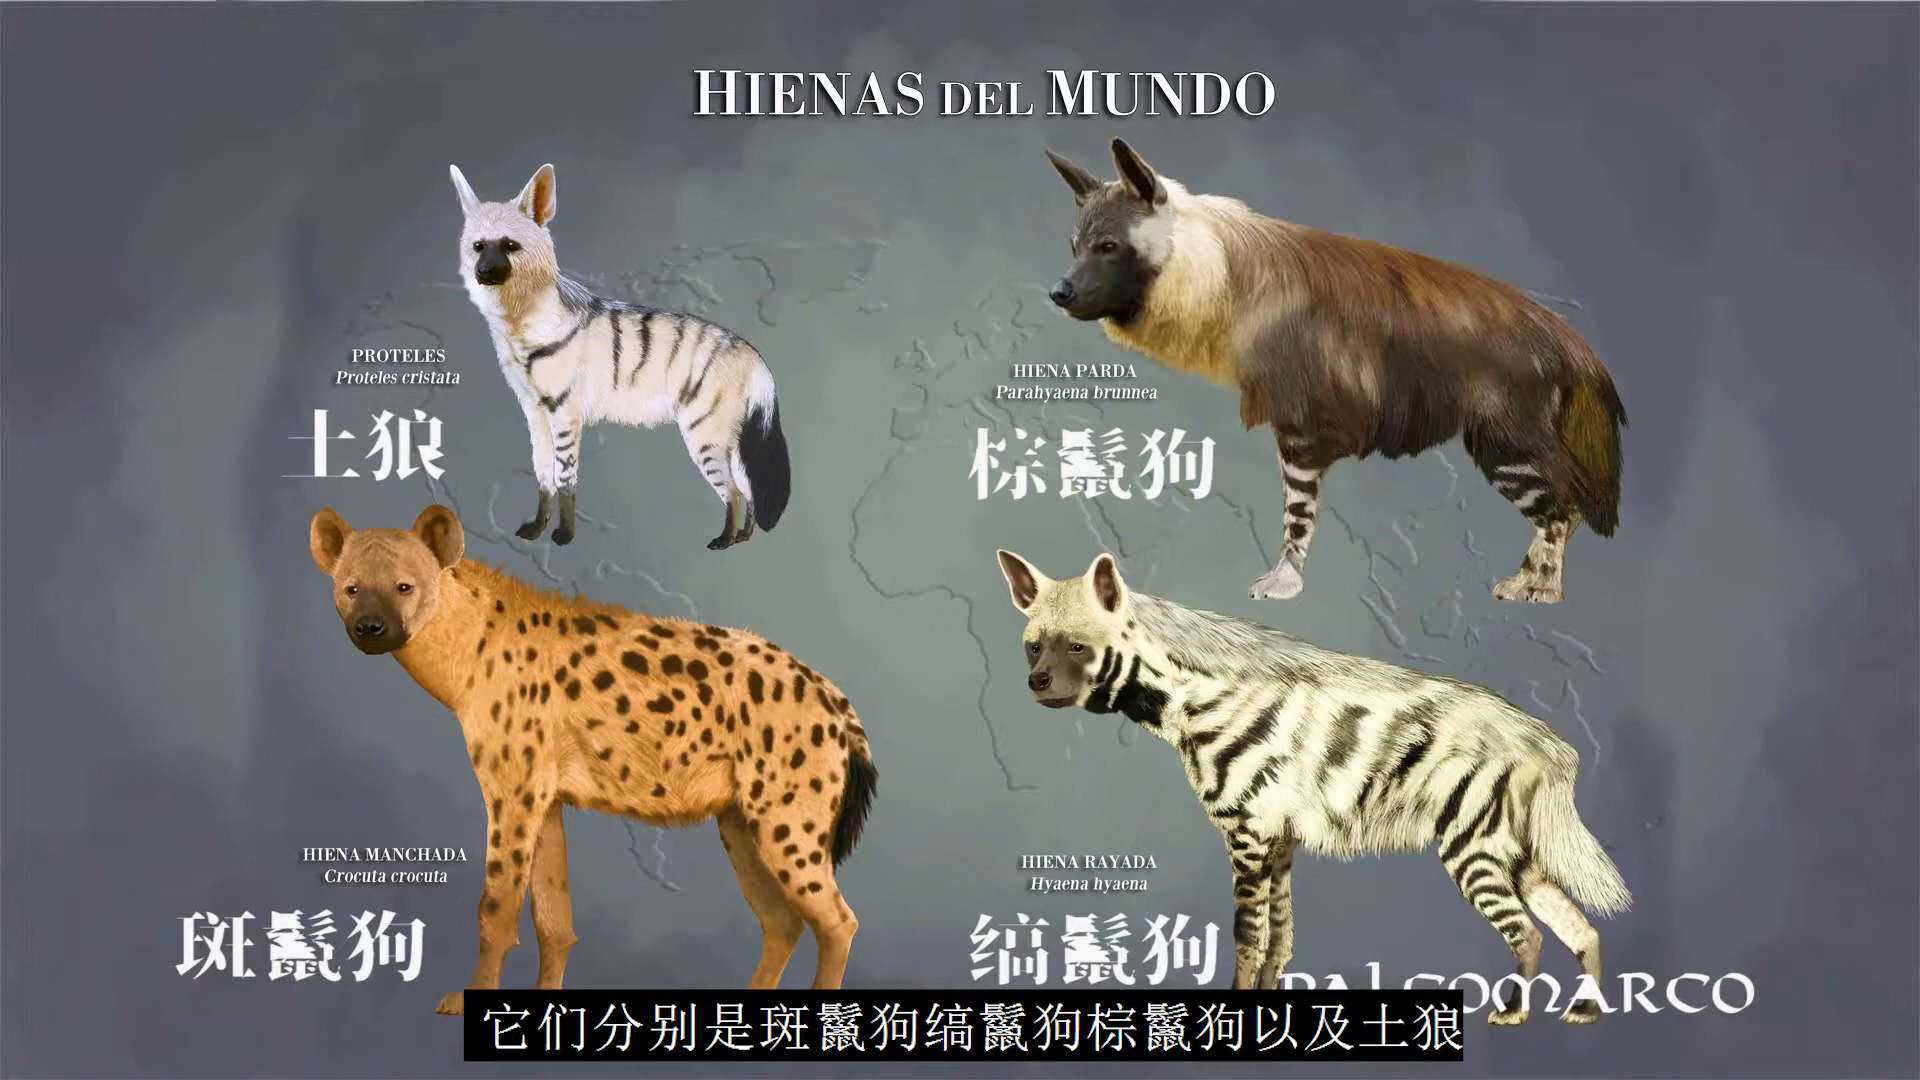 HIENAS DEL MUNDO
PROTELES
Proteles cristata
土狼
HIENA PARDA
Parahyaena brunnea
棕鬣狗
HIENA MANCHADA
Crocuta crocuta
斑鬣狗
HIENA RAYADA
Hyaena hyaena
缟鬣狗
PALEOMARCO
它们分别是斑鬣狗缟鬣狗棕鬣狗以及土狼